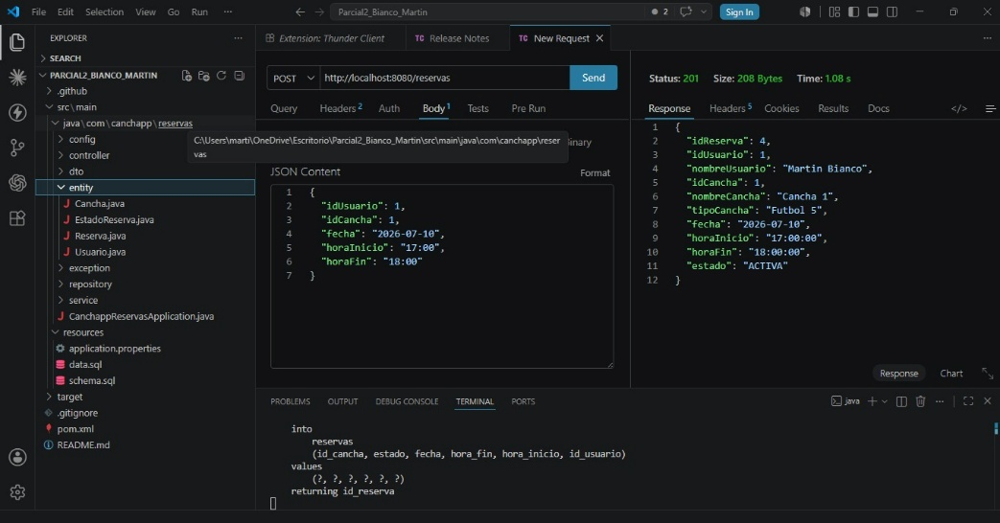 File Edit Selection View Go Run ··· Parcial2_Bianco_Martin 2 Sign In
EXPLORER ···
SEARCH
PARCIAL2_BIANCO_MARTIN
.github
src \ main
java \ com \ canchapp \ reservas
config
controller
dto
entity
Cancha.java
EstadoReserva.java
Reserva.java
Usuario.java
exception
repository
service
CanchappReservasApplication.java
resources
application.properties
data.sql
schema.sql
target
.gitignore
pom.xml
README.md
Extension: Thunder Client TC Release Notes TC New Request ···
POST http://localhost:8080/reservas Send
Query Headers 2 Auth Body 1 Tests Pre Run
C:\Users\marti\OneDrive\Escritorio\Parcial2_Bianco_Martin\src\main\java\com\canchapp\reser
vas
inary
JSON Content Format
1 {
2 "idUsuario": 1,
3 "idCancha": 1,
4 "fecha": "2026-07-10",
5 "horaInicio": "17:00",
6 "horaFin": "18:00"
7 }
Status: 201 Size: 208 Bytes Time: 1.08 s
Response Headers 5 Cookies Results Docs </>
1 {
2 "idReserva": 4,
3 "idUsuario": 1,
4 "nombreUsuario": "Martin Bianco",
5 "idCancha": 1,
6 "nombreCancha": "Cancha 1",
7 "tipoCancha": "Futbol 5",
8 "fecha": "2026-07-10",
9 "horaInicio": "17:00:00",
10 "horaFin": "18:00:00",
11 "estado": "ACTIVA"
12 }
Response Chart
PROBLEMS OUTPUT DEBUG CONSOLE TERMINAL PORTS java ···
into
reservas
(id_cancha, estado, fecha, hora_fin, hora_inicio, id_usuario)
values
(?, ?, ?, ?, ?, ?)
returning id_reserva